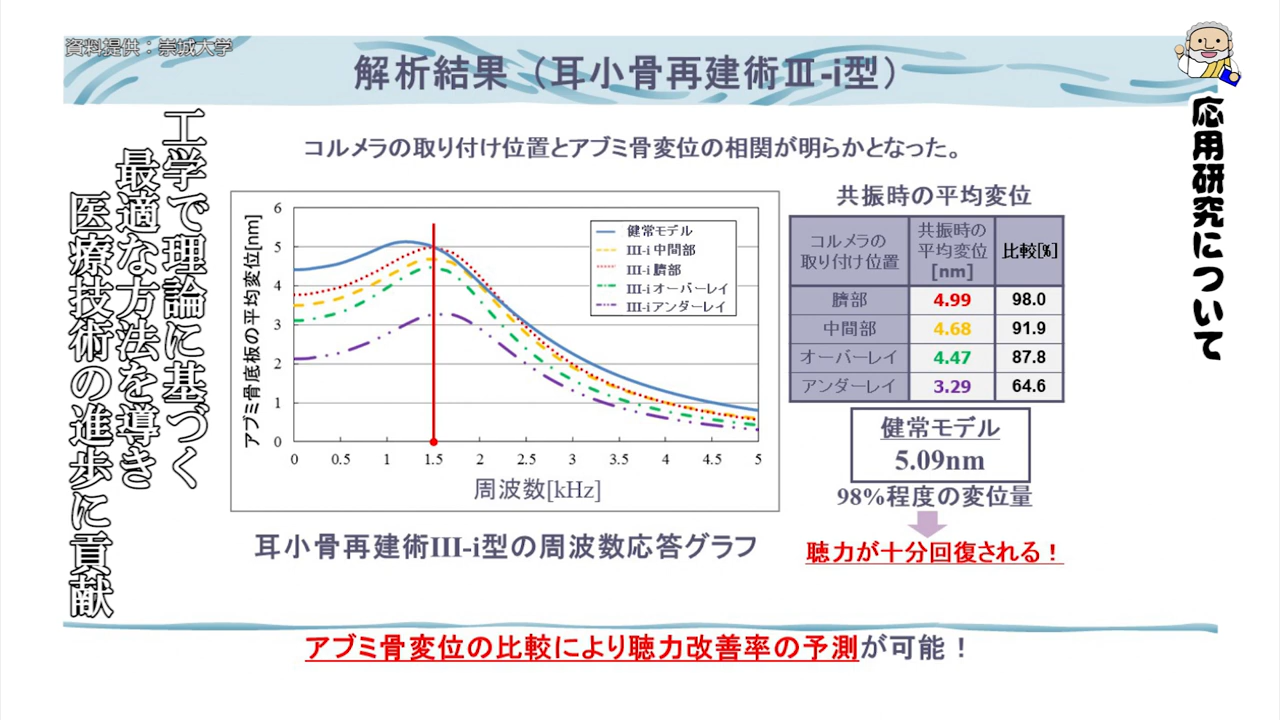 資料提供：崇城大学
解析結果（耳小骨再建術Ⅲ-i型）
応用研究について
工学で理論に基づく
最適な方法を導き
医療技術の進歩に貢献
コルメラの取り付け位置とアブミ骨変位の相関が明らかとなった。
アブミ骨底板の平均変位[nm]
6
5
4
3
2
1
0
0 0.5 1 1.5 2 2.5 3 3.5 4 4.5 5
周波数[kHz]
健常モデル
III-i 中間部
III-i 臍部
III-i オーバーレイ
III-i アンダーレイ
耳小骨再建術III-i型の周波数応答グラフ
共振時の平均変位
コルメラの
取り付け位置
共振時の
平均変位
[nm]
比較[%]
臍部 4.99 98.0
中間部 4.68 91.9
オーバーレイ 4.47 87.8
アンダーレイ 3.29 64.6
健常モデル
5.09nm
98%程度の変位量
聴力が十分回復される！
アブミ骨変位の比較により聴力改善率の予測が可能！